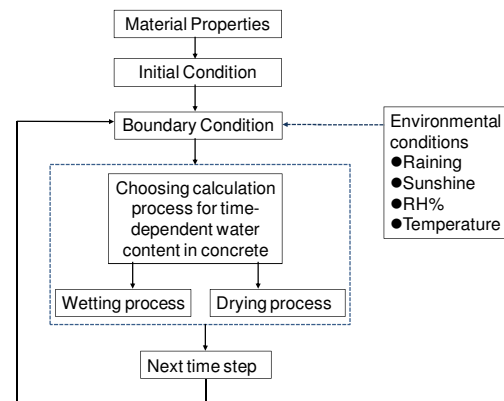 Material Properties
Initial Condition
Boundary Condition
Environmental
conditions
●Raining
●Sunshine
●RH%
●Temperature
Choosing calculation
process for time-
dependent water
content in concrete
Wetting process
Drying process
Next time step